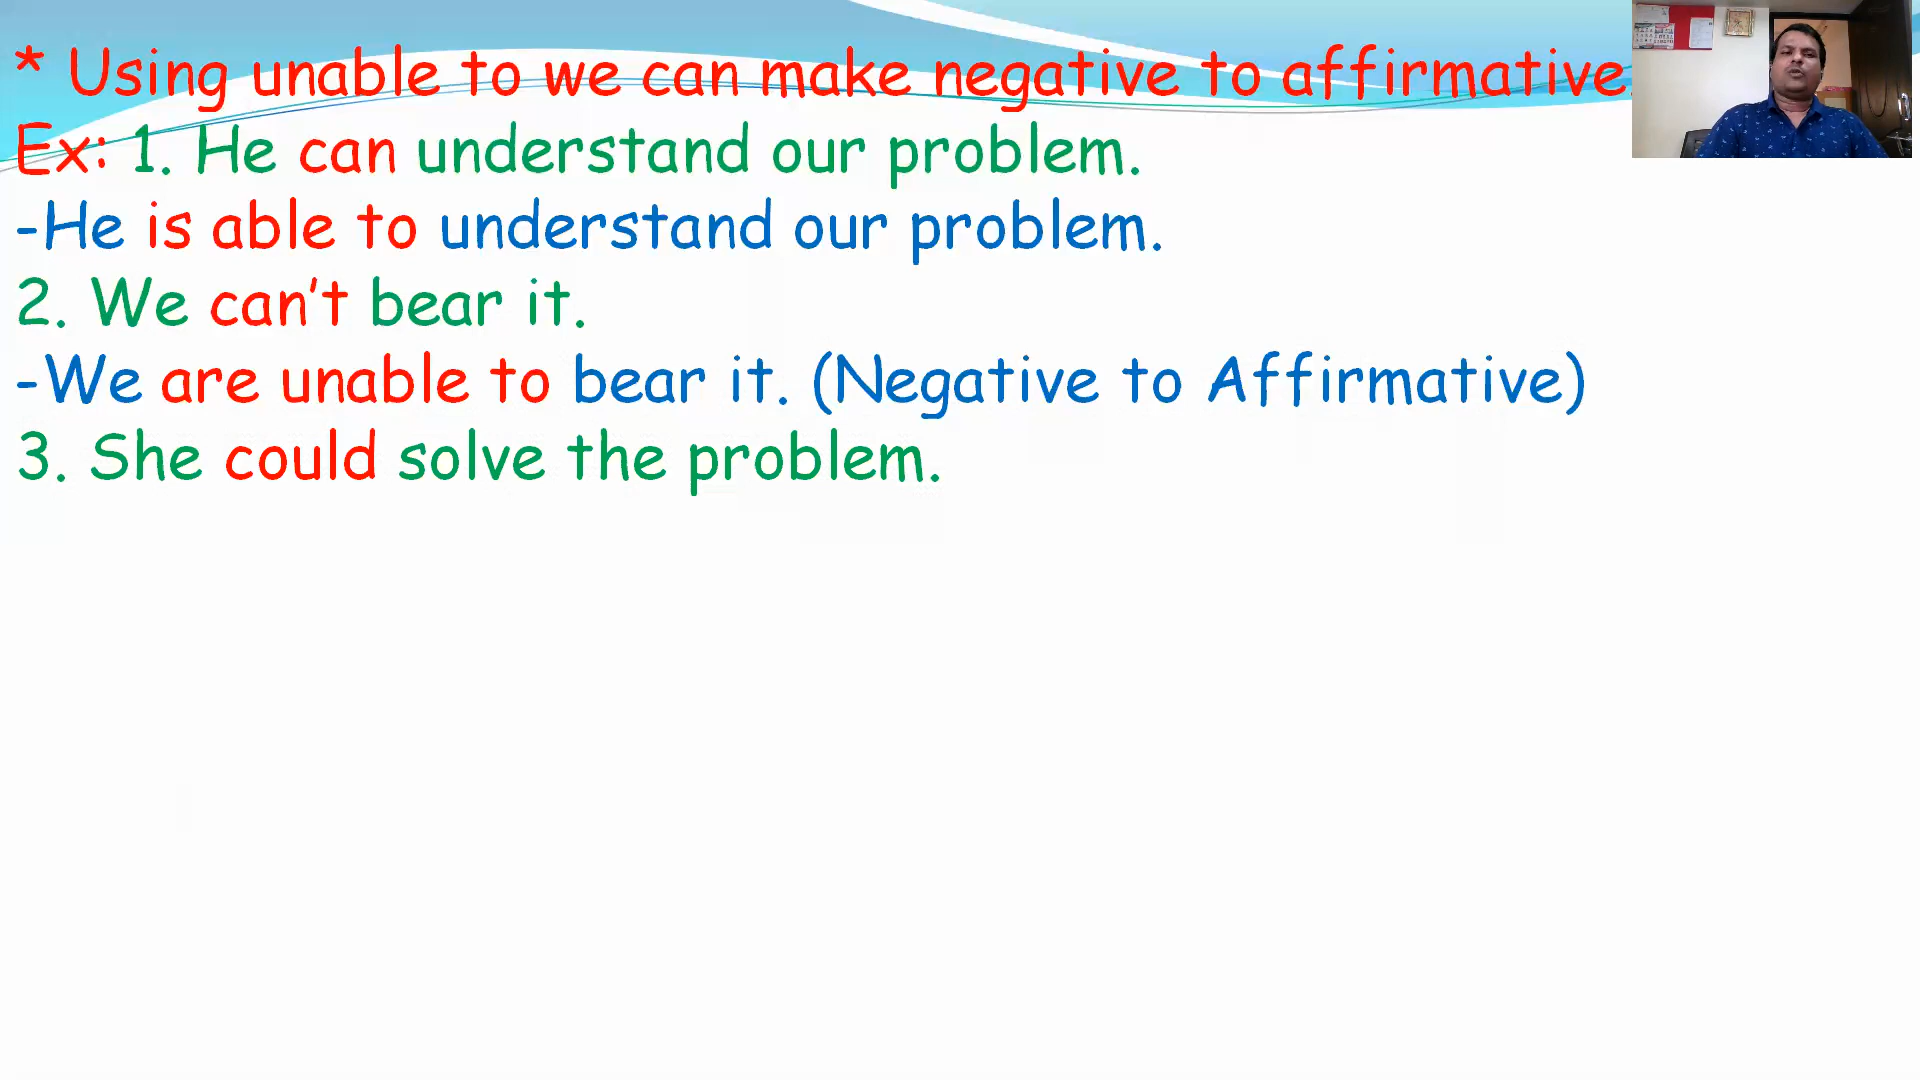 * Using unable to we can make negative to affirmative.
Ex: 1. He can understand our problem.
-He is able to understand our problem.
2. We can't bear it.
-We are unable to bear it. (Negative to Affirmative)
3. She could solve the problem.